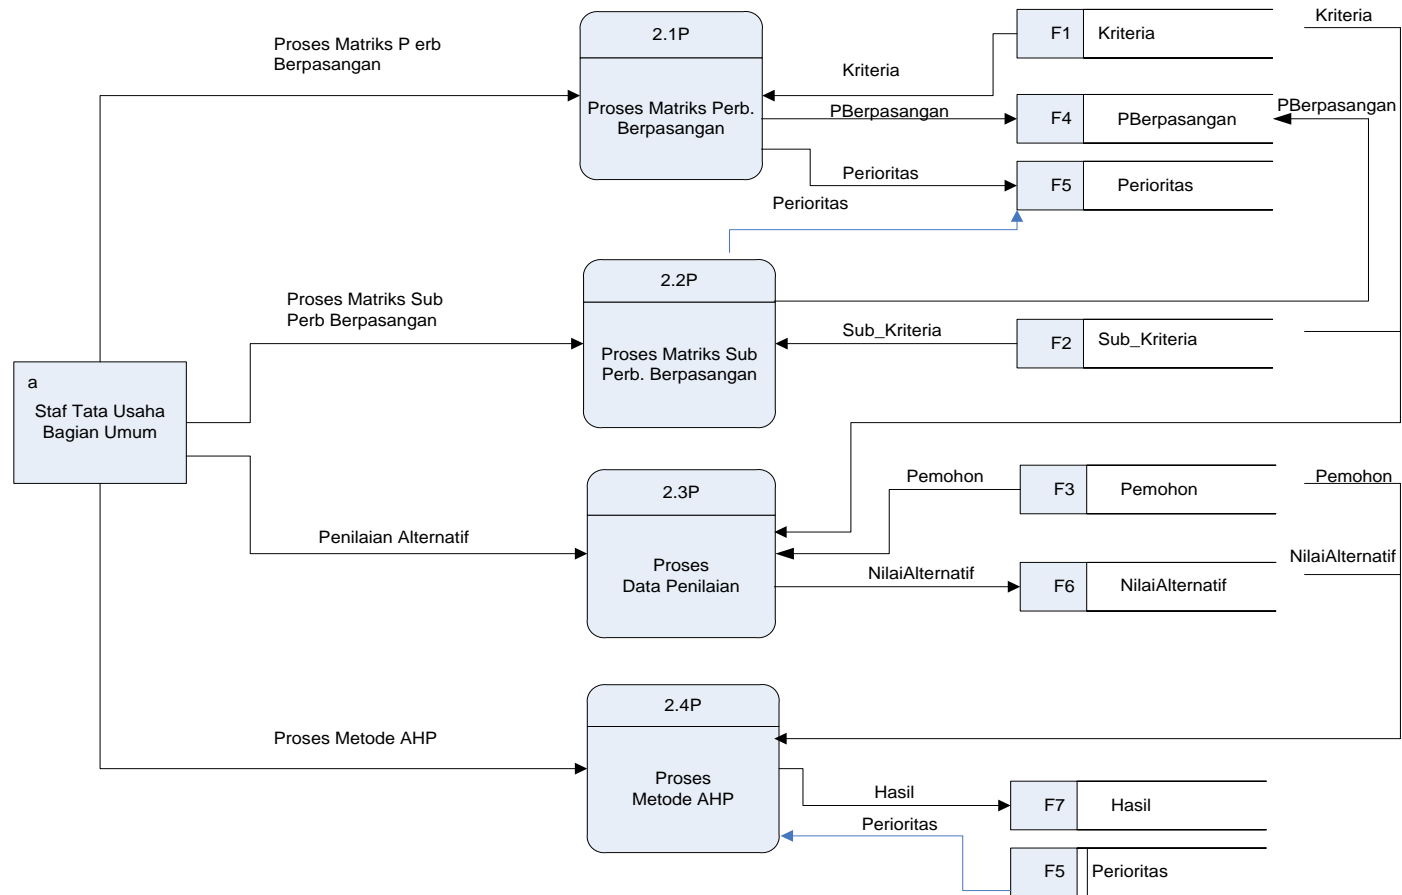 Kriteria
2.1P
F1 Kriteria
Proses Matriks P erb
Berpasangan
Kriteria
Proses Matriks Perb.
Berpasangan
PBerpasangan
F4 PBerpasangan
PBerpasangan
Perioritas
F5 Perioritas
Perioritas
2.2P
Proses Matriks Sub
Perb Berpasangan
Sub_Kriteria
F2 Sub_Kriteria
Proses Matriks Sub
Perb. Berpasangan
a
Staf Tata Usaha
Bagian Umum
2.3P
Pemohon
F3 Pemohon
Pemohon
Penilaian Alternatif
Proses
Data Penilaian
NilaiAlternatif
F6 NilaiAlternatif
NilaiAlternatif
2.4P
Proses Metode AHP
Proses
Metode AHP
Hasil
F7 Hasil
Perioritas
F5 Perioritas